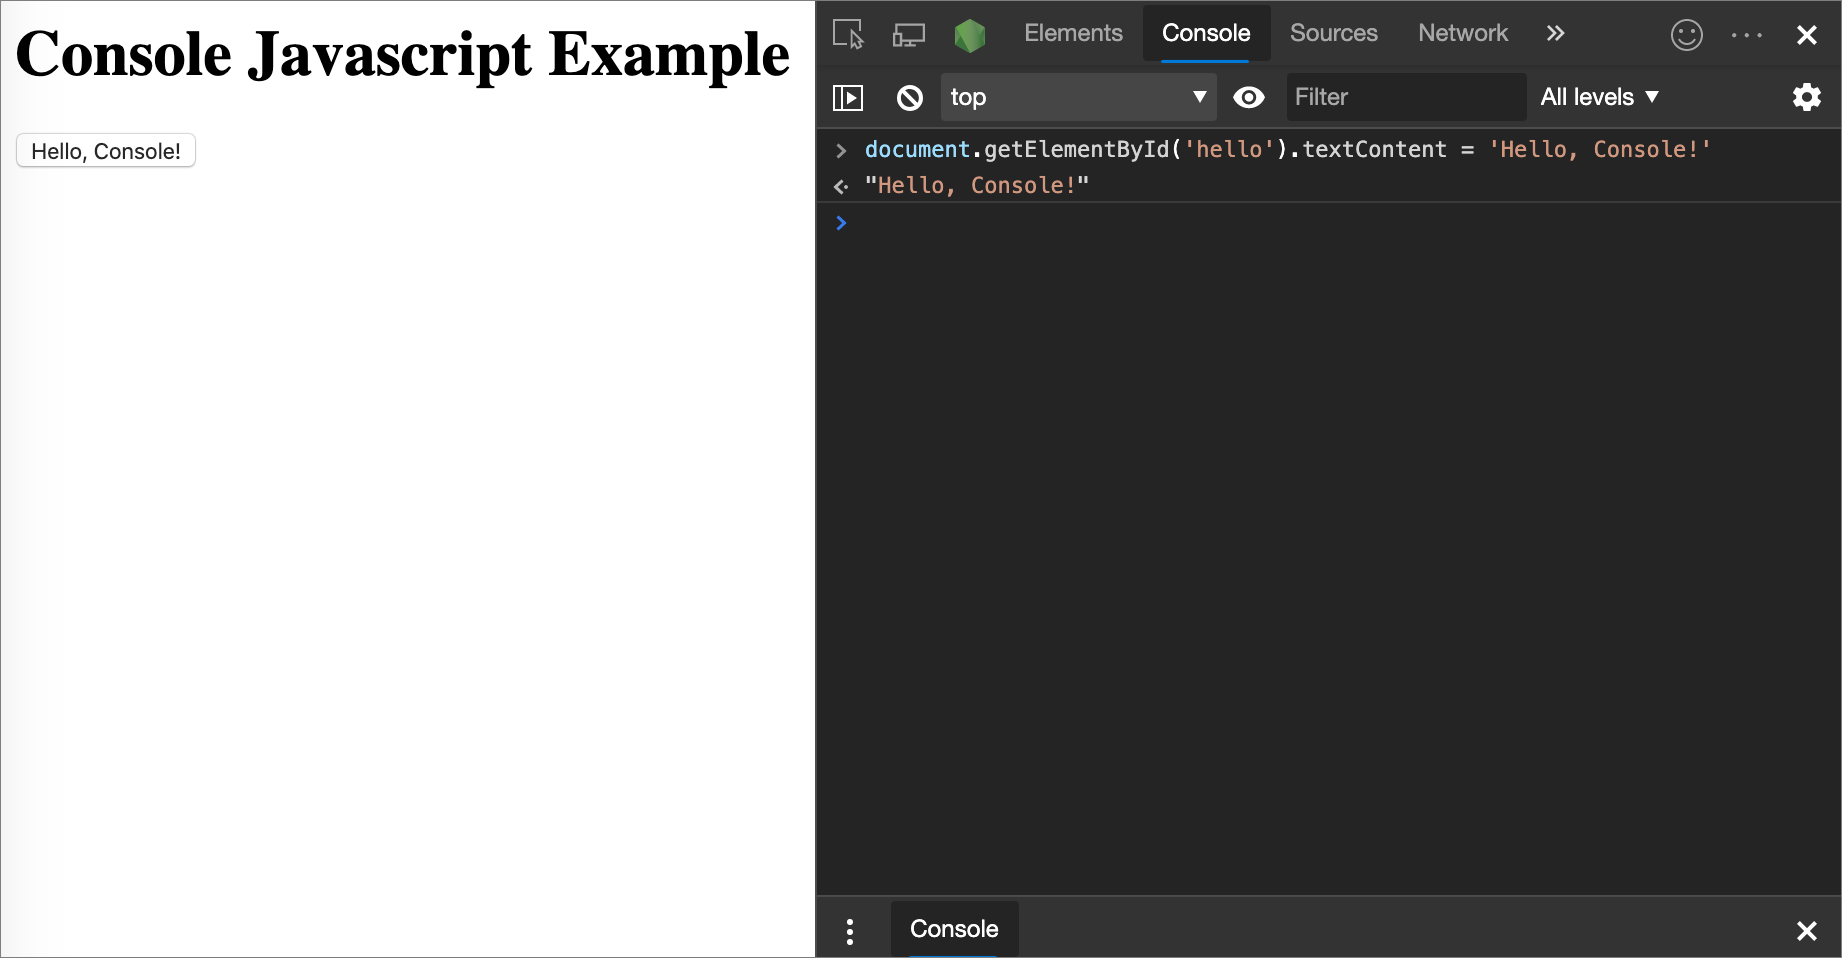 Console Javascript Example
Hello, Console!
Elements Console Sources Network
top Filter All levels
document.getElementById('hello').textContent = 'Hello, Console!'
"Hello, Console!"
Console